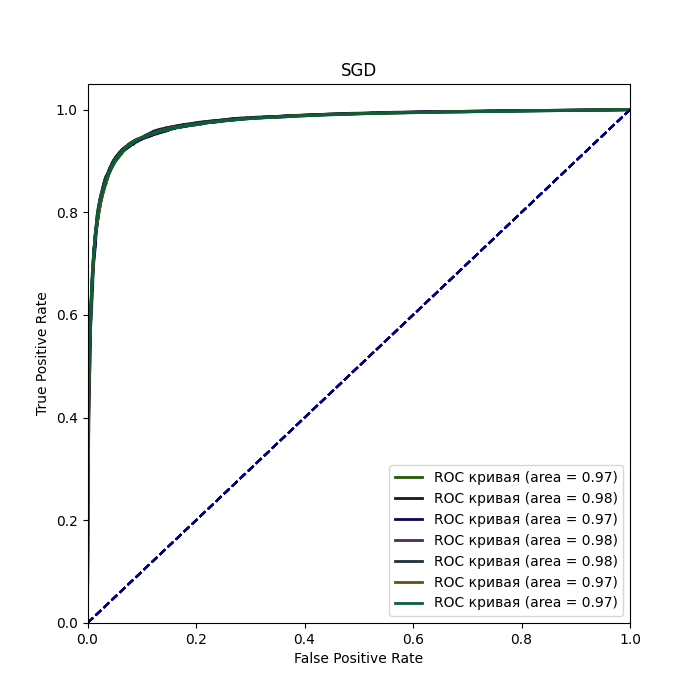 SGD
1.0
0.8
0.6
0.4
0.2
0.0
True Positive Rate
ROC кривая (area = 0.97)
ROC кривая (area = 0.98)
ROC кривая (area = 0.97)
ROC кривая (area = 0.98)
ROC кривая (area = 0.98)
ROC кривая (area = 0.97)
ROC кривая (area = 0.97)
0.0 0.2 0.4 0.6 0.8 1.0
False Positive Rate